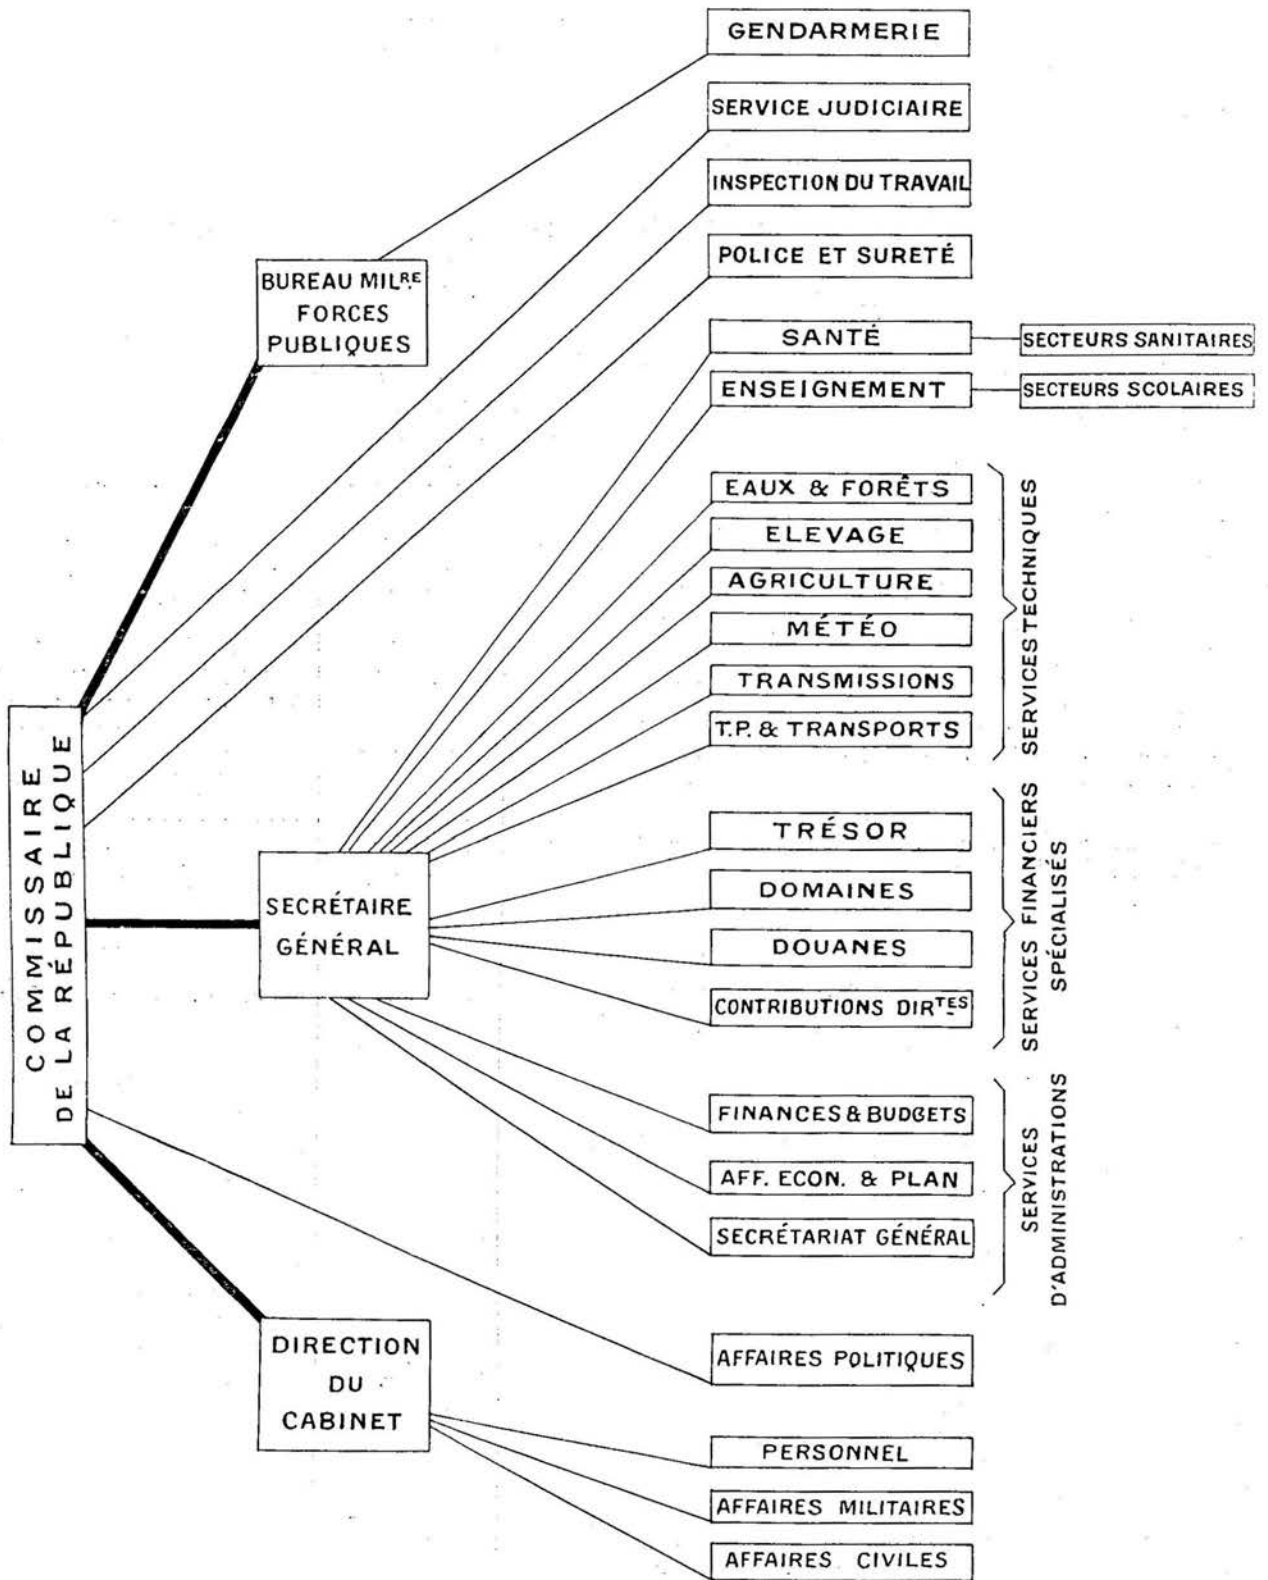 GENDARMERIE
SERVICE JUDICIAIRE
INSPECTION DU TRAVAIL
POLICE ET SURETÉ
BUREAU MILRE
FORCES
PUBLIQUES
SANTÉ
SECTEURS SANITAIRES
ENSEIGNEMENT
SECTEURS SCOLAIRES
EAUX & FORÊTS
ELEVAGE
AGRICULTURE
MÉTÉO
TRANSMISSIONS
T.P. & TRANSPORTS
SERVICES TECHNIQUES
COMMISSAIRE
DE LA RÉPUBLIQUE
SECRÉTAIRE
GÉNÉRAL
TRÉSOR
DOMAINES
DOUANES
CONTRIBUTIONS DIRTES
SERVICES FINANCIERS
SPÉCIALISÉS
FINANCES & BUDGETS
AFF. ECON. & PLAN
SECRÉTARIAT GÉNÉRAL
SERVICES
D'ADMINISTRATIONS
DIRECTION
DU
CABINET
AFFAIRES POLITIQUES
PERSONNEL
AFFAIRES MILITAIRES
AFFAIRES CIVILES